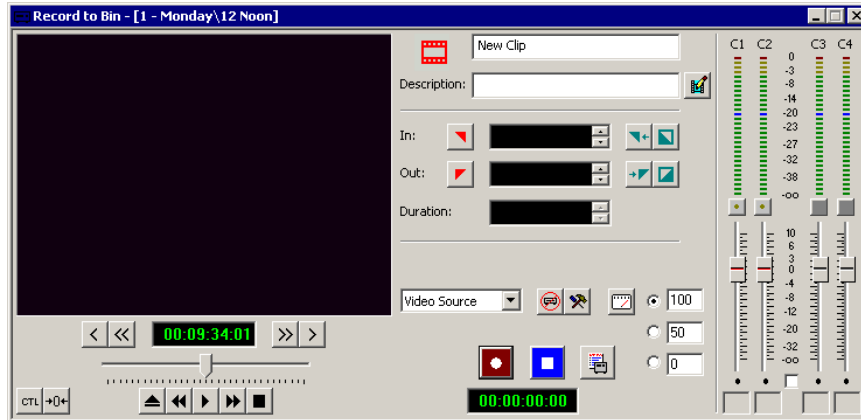 Record to Bin - [1 - Monday\12 Noon]
New Clip
Description:
In:
Out:
Duration:
Video Source
100
50
0
00:09:34:01
CTL →0←
00:00:00:00
C1 C2 C3 C4
0
-3
-8
-14
-20
-23
-27
-32
-38
-oo
10
6
3
0
-4
-8
-12
-20
-32
-oo